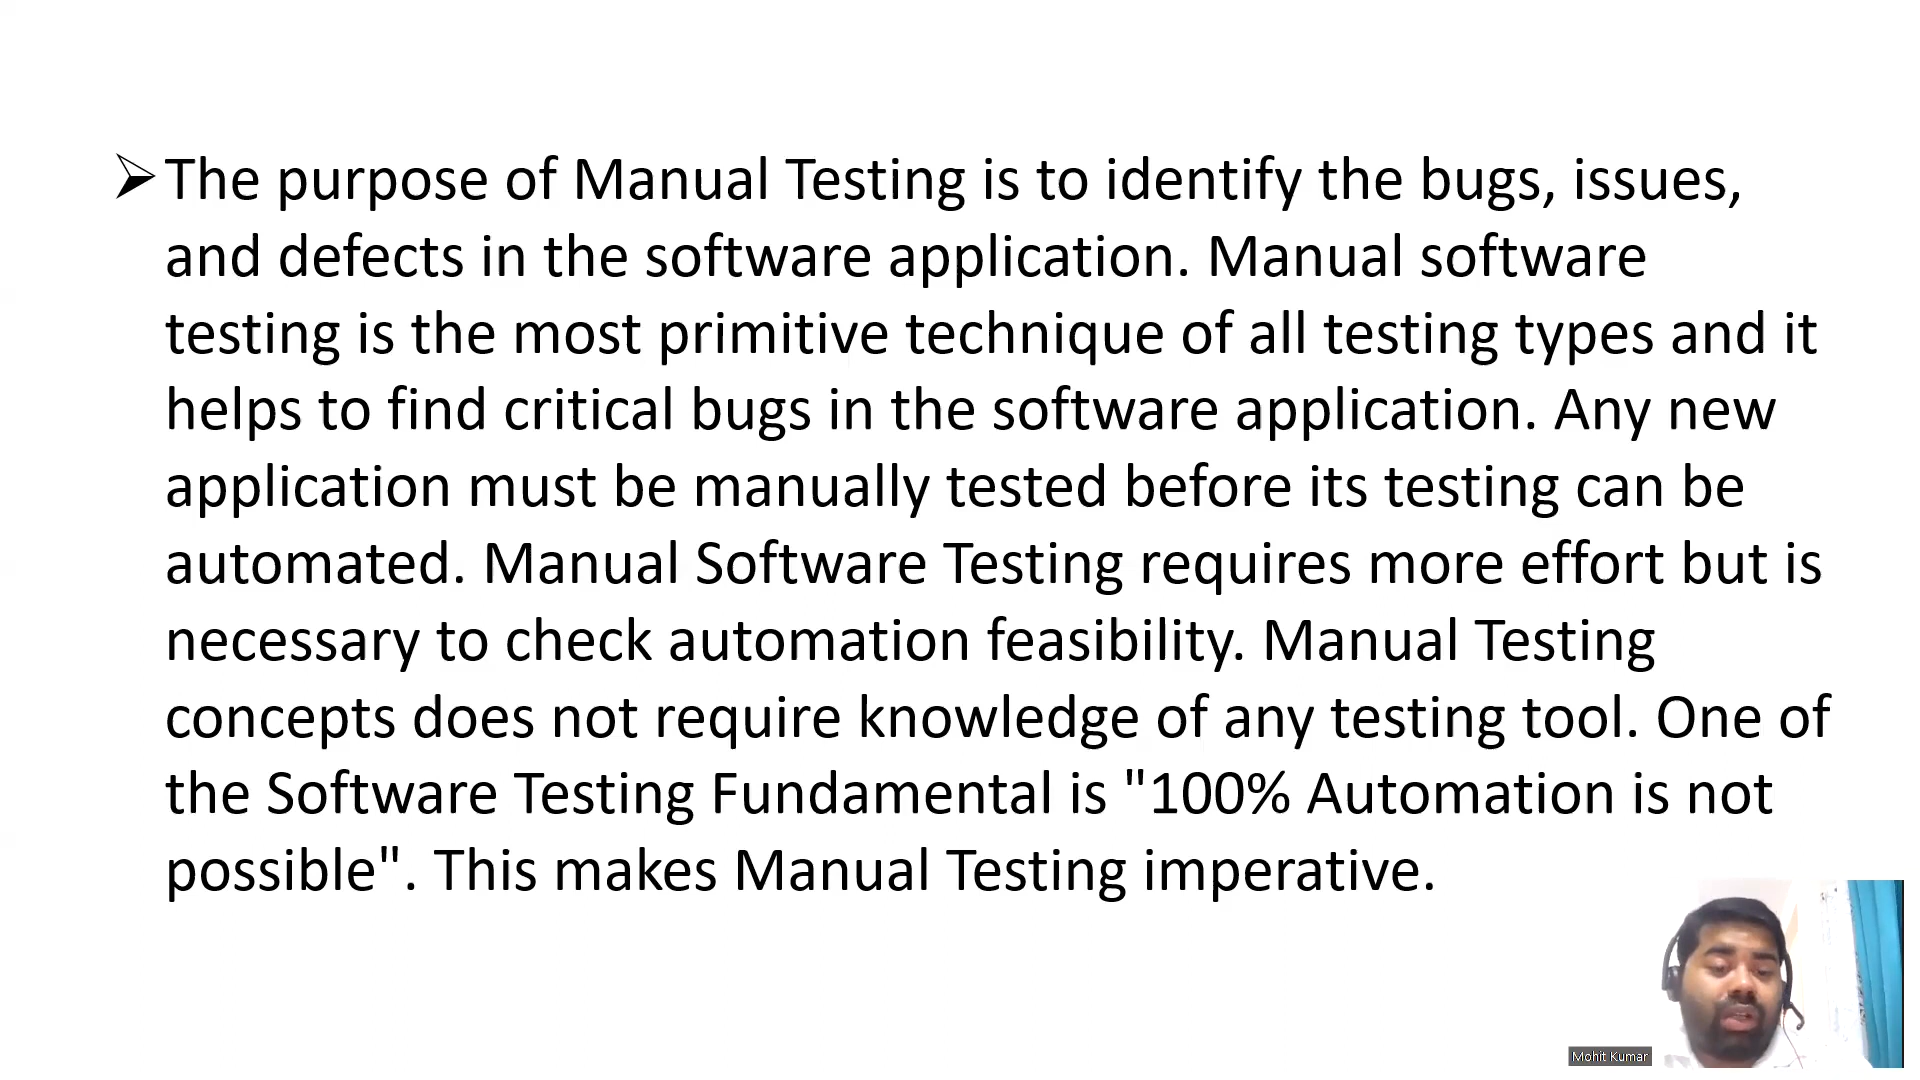 The purpose of Manual Testing is to identify the bugs, issues,
and defects in the software application. Manual software
testing is the most primitive technique of all testing types and it
helps to find critical bugs in the software application. Any new
application must be manually tested before its testing can be
automated. Manual Software Testing requires more effort but is
necessary to check automation feasibility. Manual Testing
concepts does not require knowledge of any testing tool. One of
the Software Testing Fundamental is "100% Automation is not
possible". This makes Manual Testing imperative.
Mohit Kumar